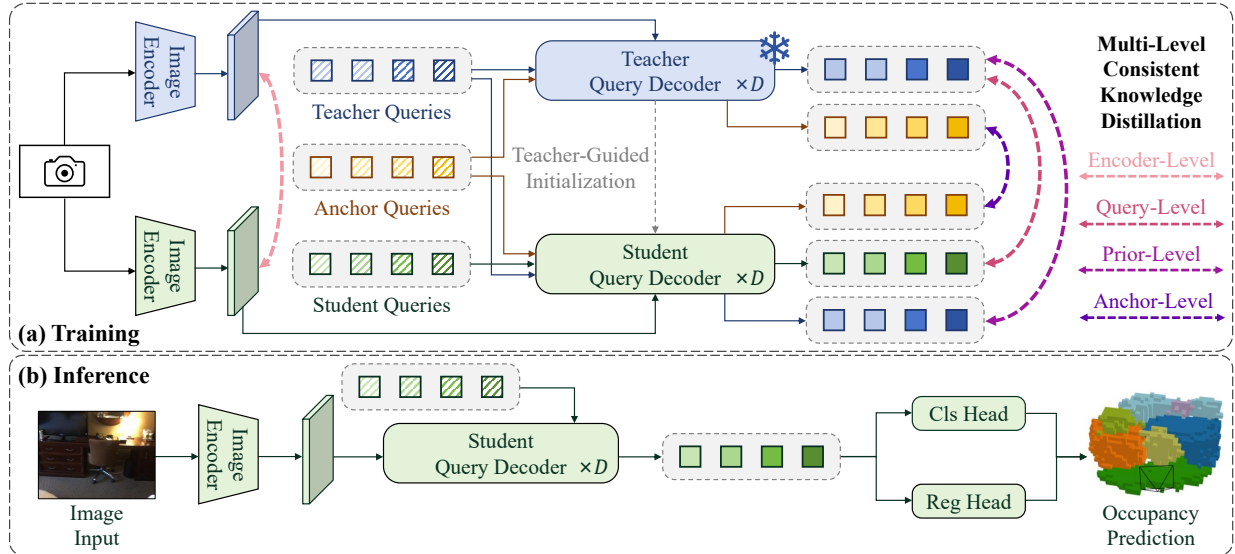 Image
Encoder
Teacher Queries
Teacher
Query Decoder ×D
Multi-Level
Consistent
Knowledge
Distillation
Anchor Queries
Teacher-Guided
Initialization
Encoder-Level
Query-Level
Prior-Level
Anchor-Level
Image
Encoder
Student Queries
Student
Query Decoder ×D
(a) Training
(b) Inference
Image
Input
Image
Encoder
Student
Query Decoder ×D
Cls Head
Reg Head
Occupancy
Prediction